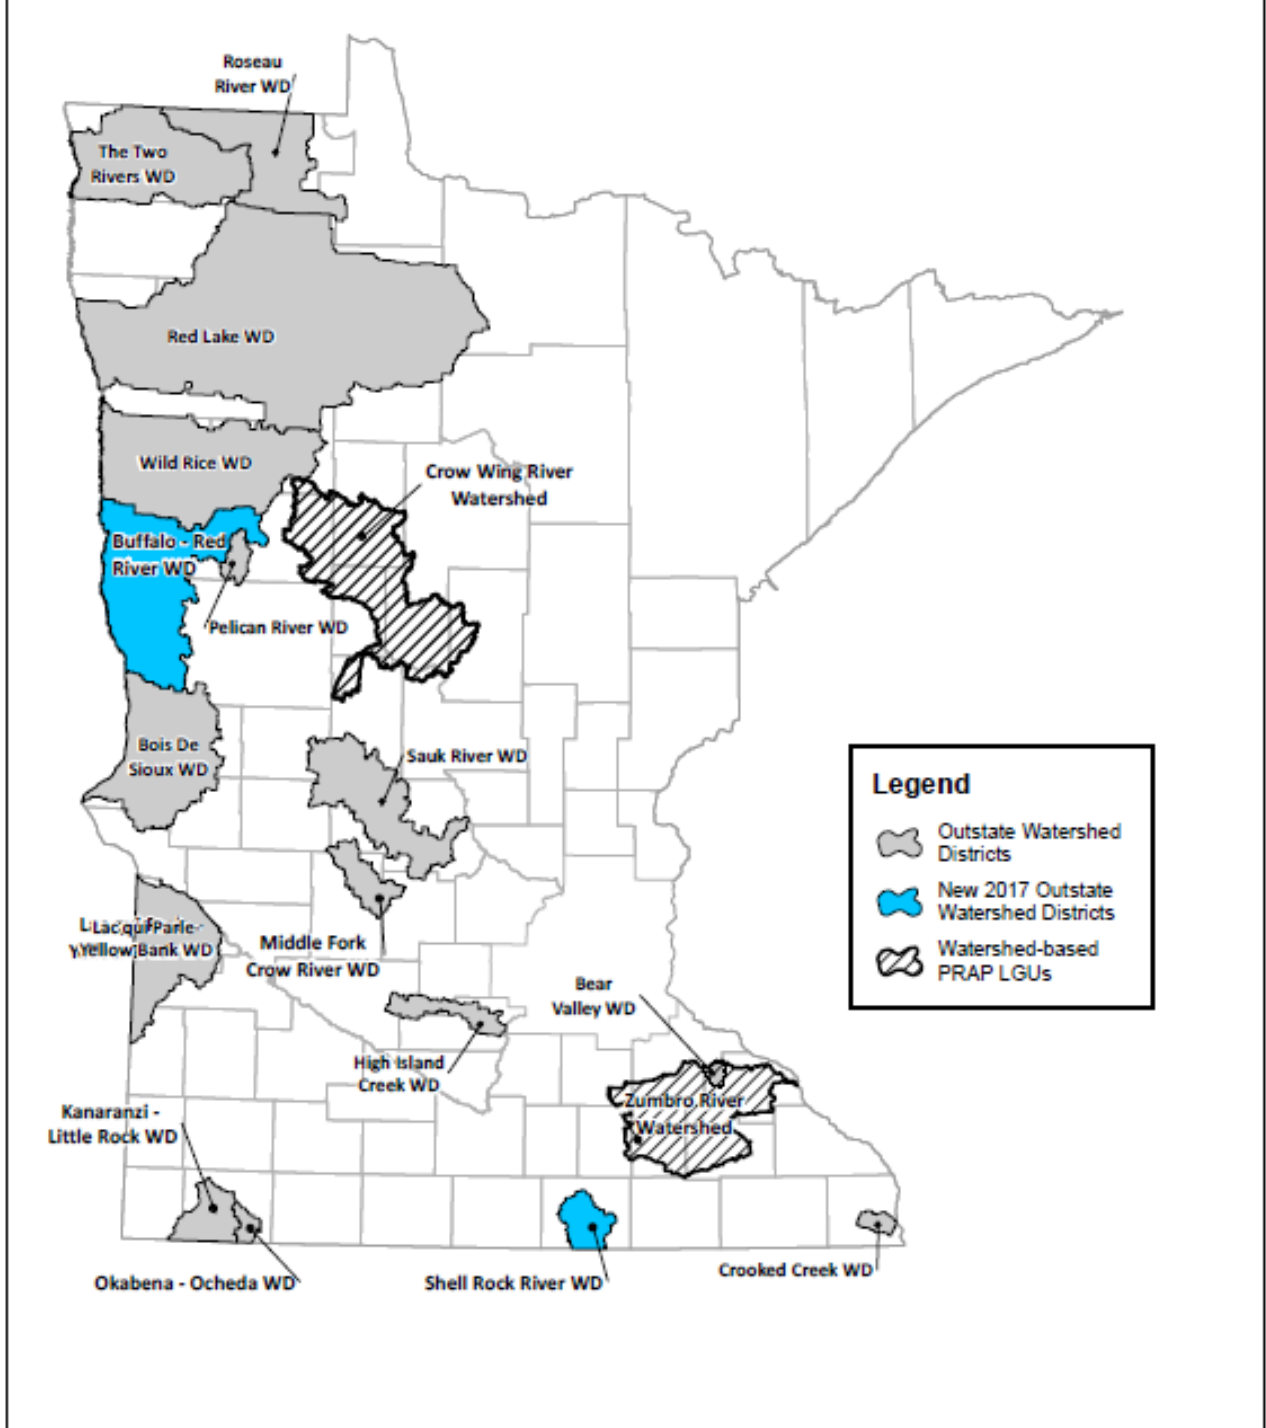 Roseau
River WD
The Two
Rivers WD
Red Lake WD
Wild Rice WD
Crow Wing River
Watershed
Buffalo - Red
River WD
Pelican River WD
Bois De
Sioux WD
Sauk River WD
Legend
Outstate Watershed
Districts
New 2017 Outstate
Watershed Districts
Watershed-based
PRAP LGUs
Lac qui Parle-
Yellow Bank WD
Middle Fork
Crow River WD
Bear
Valley WD
High Island
Creek WD
Zumbro River
Watershed
Kanaranzi -
Little Rock WD
Okabena - Ocheda WD
Shell Rock River WD
Crooked Creek WD